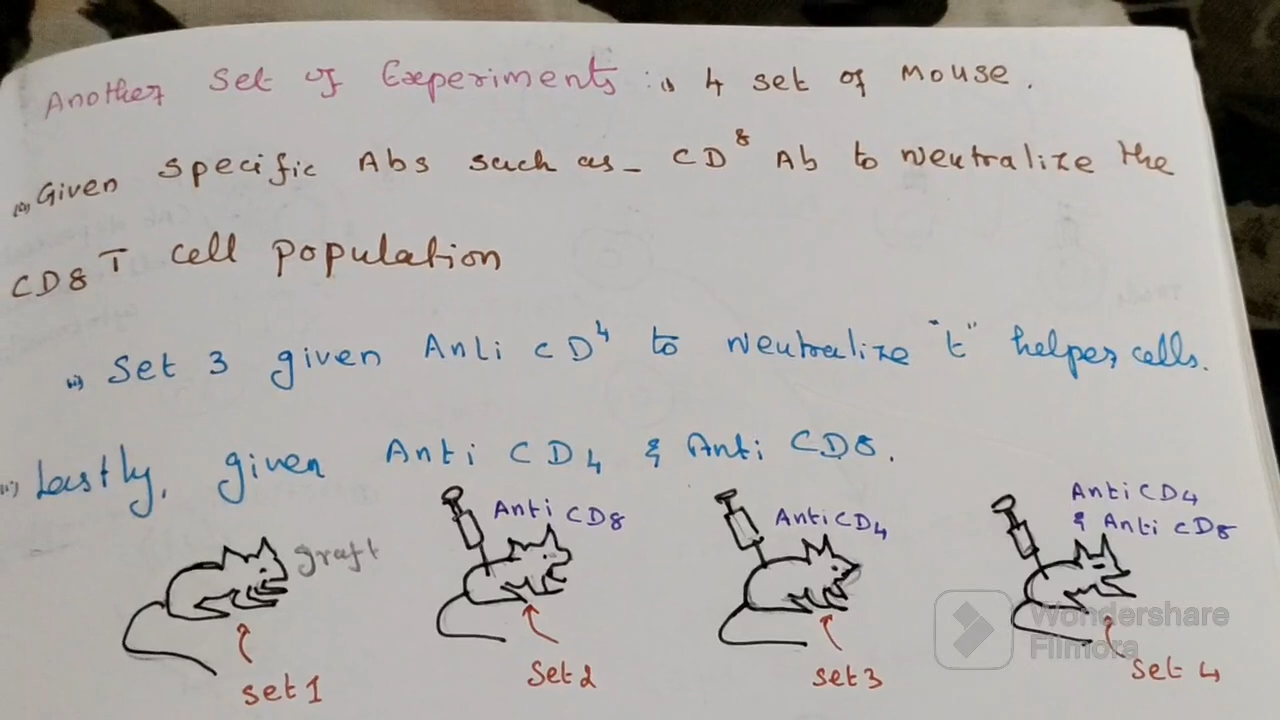 Another Set of Experiments :i) 4 set of Mouse.
ii) Given specific Abs such as - CD8 Ab to Neutralize the
CD8 T cell population
iii) Set 3 given Anti CD4 to Neutralize "t" helper cells.
Lastly, given Anti CD4 & Anti CD8.
graft
Anti CD8
Anti CD4
Anti CD4
& Anti CD8
Set 1
Set 2
Set 3
Set 4
Wondershare
Filmora